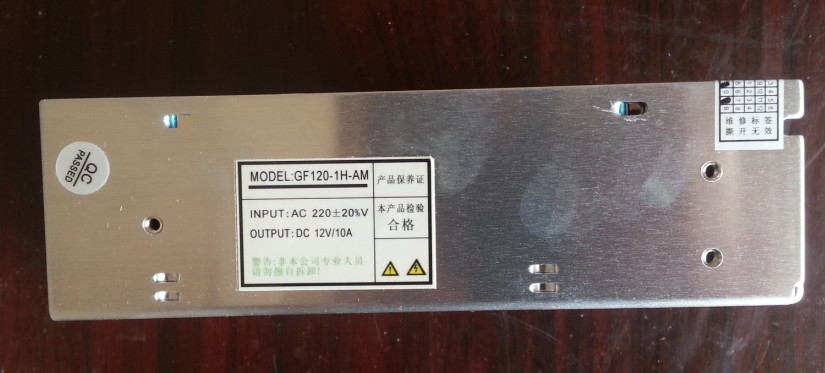 QC
PASSED
MODEL:GF120-1H-AM
产品保养证
INPUT:AC 220±20%V
OUTPUT:DC 12V/10A
本产品检验
合格
警告:非本公司专业人员
请勿擅自拆卸!
维修标签
撕开无效